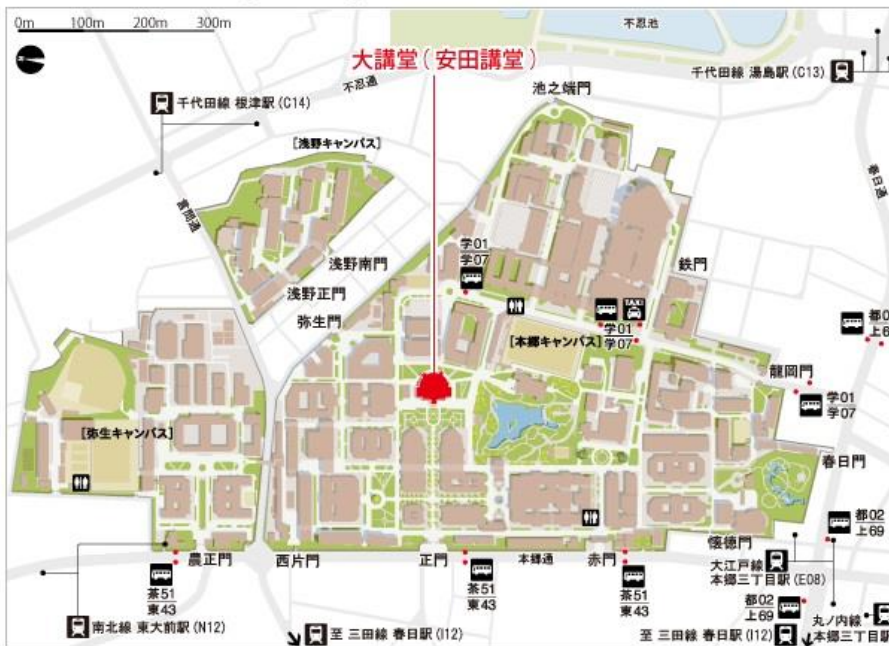 0m 100m 200m 300m
不忍池
大講堂(安田講堂)
千代田線 湯島駅(C13)
不忍通
池之端門
千代田線 根津駅(C14)
[浅野キャンパス]
春日通
言問通
学01
学07
浅野南門
鉄門
浅野正門
弥生門
TAXI
学01
学07
[本郷キャンパス]
都0
上6
龍岡門
学01
学07
[弥生キャンパス]
春日門
都02
上69
懐徳門
農正門
西片門
正門
本郷通
赤門
大江戸線
本郷三丁目駅(E08)
茶51
東43
茶51
東43
茶51
東43
都02
上69
丸ノ内線
本郷三丁目駅
南北線 東大前駅(N12)
至 三田線 春日駅(I12)
至 三田線 春日駅(I12)